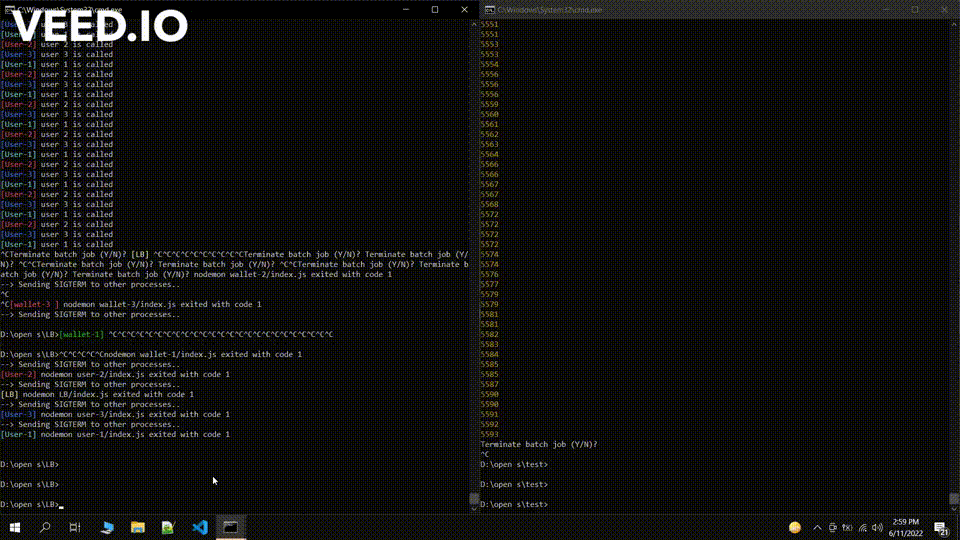 C:\Windows\System32\cmd.exe
VEED.IO
user 3 is called
[User-2] user 2 is called
[User-3] user 3 is called
[User-1] user 1 is called
[User-2] user 2 is called
[User-3] user 3 is called
[User-1] user 1 is called
[User-2] user 2 is called
[User-3] user 3 is called
[User-1] user 1 is called
[User-2] user 2 is called
[User-3] user 3 is called
[User-1] user 1 is called
[User-2] user 2 is called
[User-3] user 3 is called
[User-1] user 1 is called
[User-2] user 2 is called
[User-3] user 3 is called
[User-1] user 1 is called
[User-2] user 2 is called
[User-3] user 3 is called
[User-1] user 1 is called
^CTerminate batch job (Y/N)? [LB] ^C^C^C^C^C^C^C^C^C^CTerminate batch job (Y/N)? Terminate batch job (Y/
N)? ^C^CTerminate batch job (Y/N)? Terminate batch job (Y/N)? ^C^CTerminate batch job (Y/N)? Terminate b
atch job (Y/N)? Terminate batch job (Y/N)? nodemon wallet-2/index.js exited with code 1
--> Sending SIGTERM to other processes..
^C
^C[wallet-3 ] nodemon wallet-3/index.js exited with code 1
--> Sending SIGTERM to other processes..
D:\open s\LB>[wallet-1] ^C^C^C^C^C^C^C^C^C^C^C^C^C^C^C^C^C^C^C^C^C^C^C^C^C
D:\open s\LB>^C^C^C^C^Cnodemon wallet-1/index.js exited with code 1
--> Sending SIGTERM to other processes..
[User-2] nodemon user-2/index.js exited with code 1
--> Sending SIGTERM to other processes..
[LB] nodemon LB/index.js exited with code 1
--> Sending SIGTERM to other processes..
[User-3] nodemon user-3/index.js exited with code 1
--> Sending SIGTERM to other processes..
[User-1] nodemon user-1/index.js exited with code 1
D:\open s\LB>
D:\open s\LB>
D:\open s\LB>
C:\Windows\System32\cmd.exe
5551
5551
5553
5553
5554
5556
5556
5556
5559
5560
5561
5562
5563
5564
5566
5566
5567
5567
5568
5572
5572
5572
5572
5574
5574
5576
5577
5579
5579
5581
5581
5582
5583
5584
5585
5585
5587
5590
5590
5591
5592
5593
Terminate batch job (Y/N)?
^C
D:\open s\test>
D:\open s\test>
D:\open s\test>
2:59 PM
6/11/2022
21